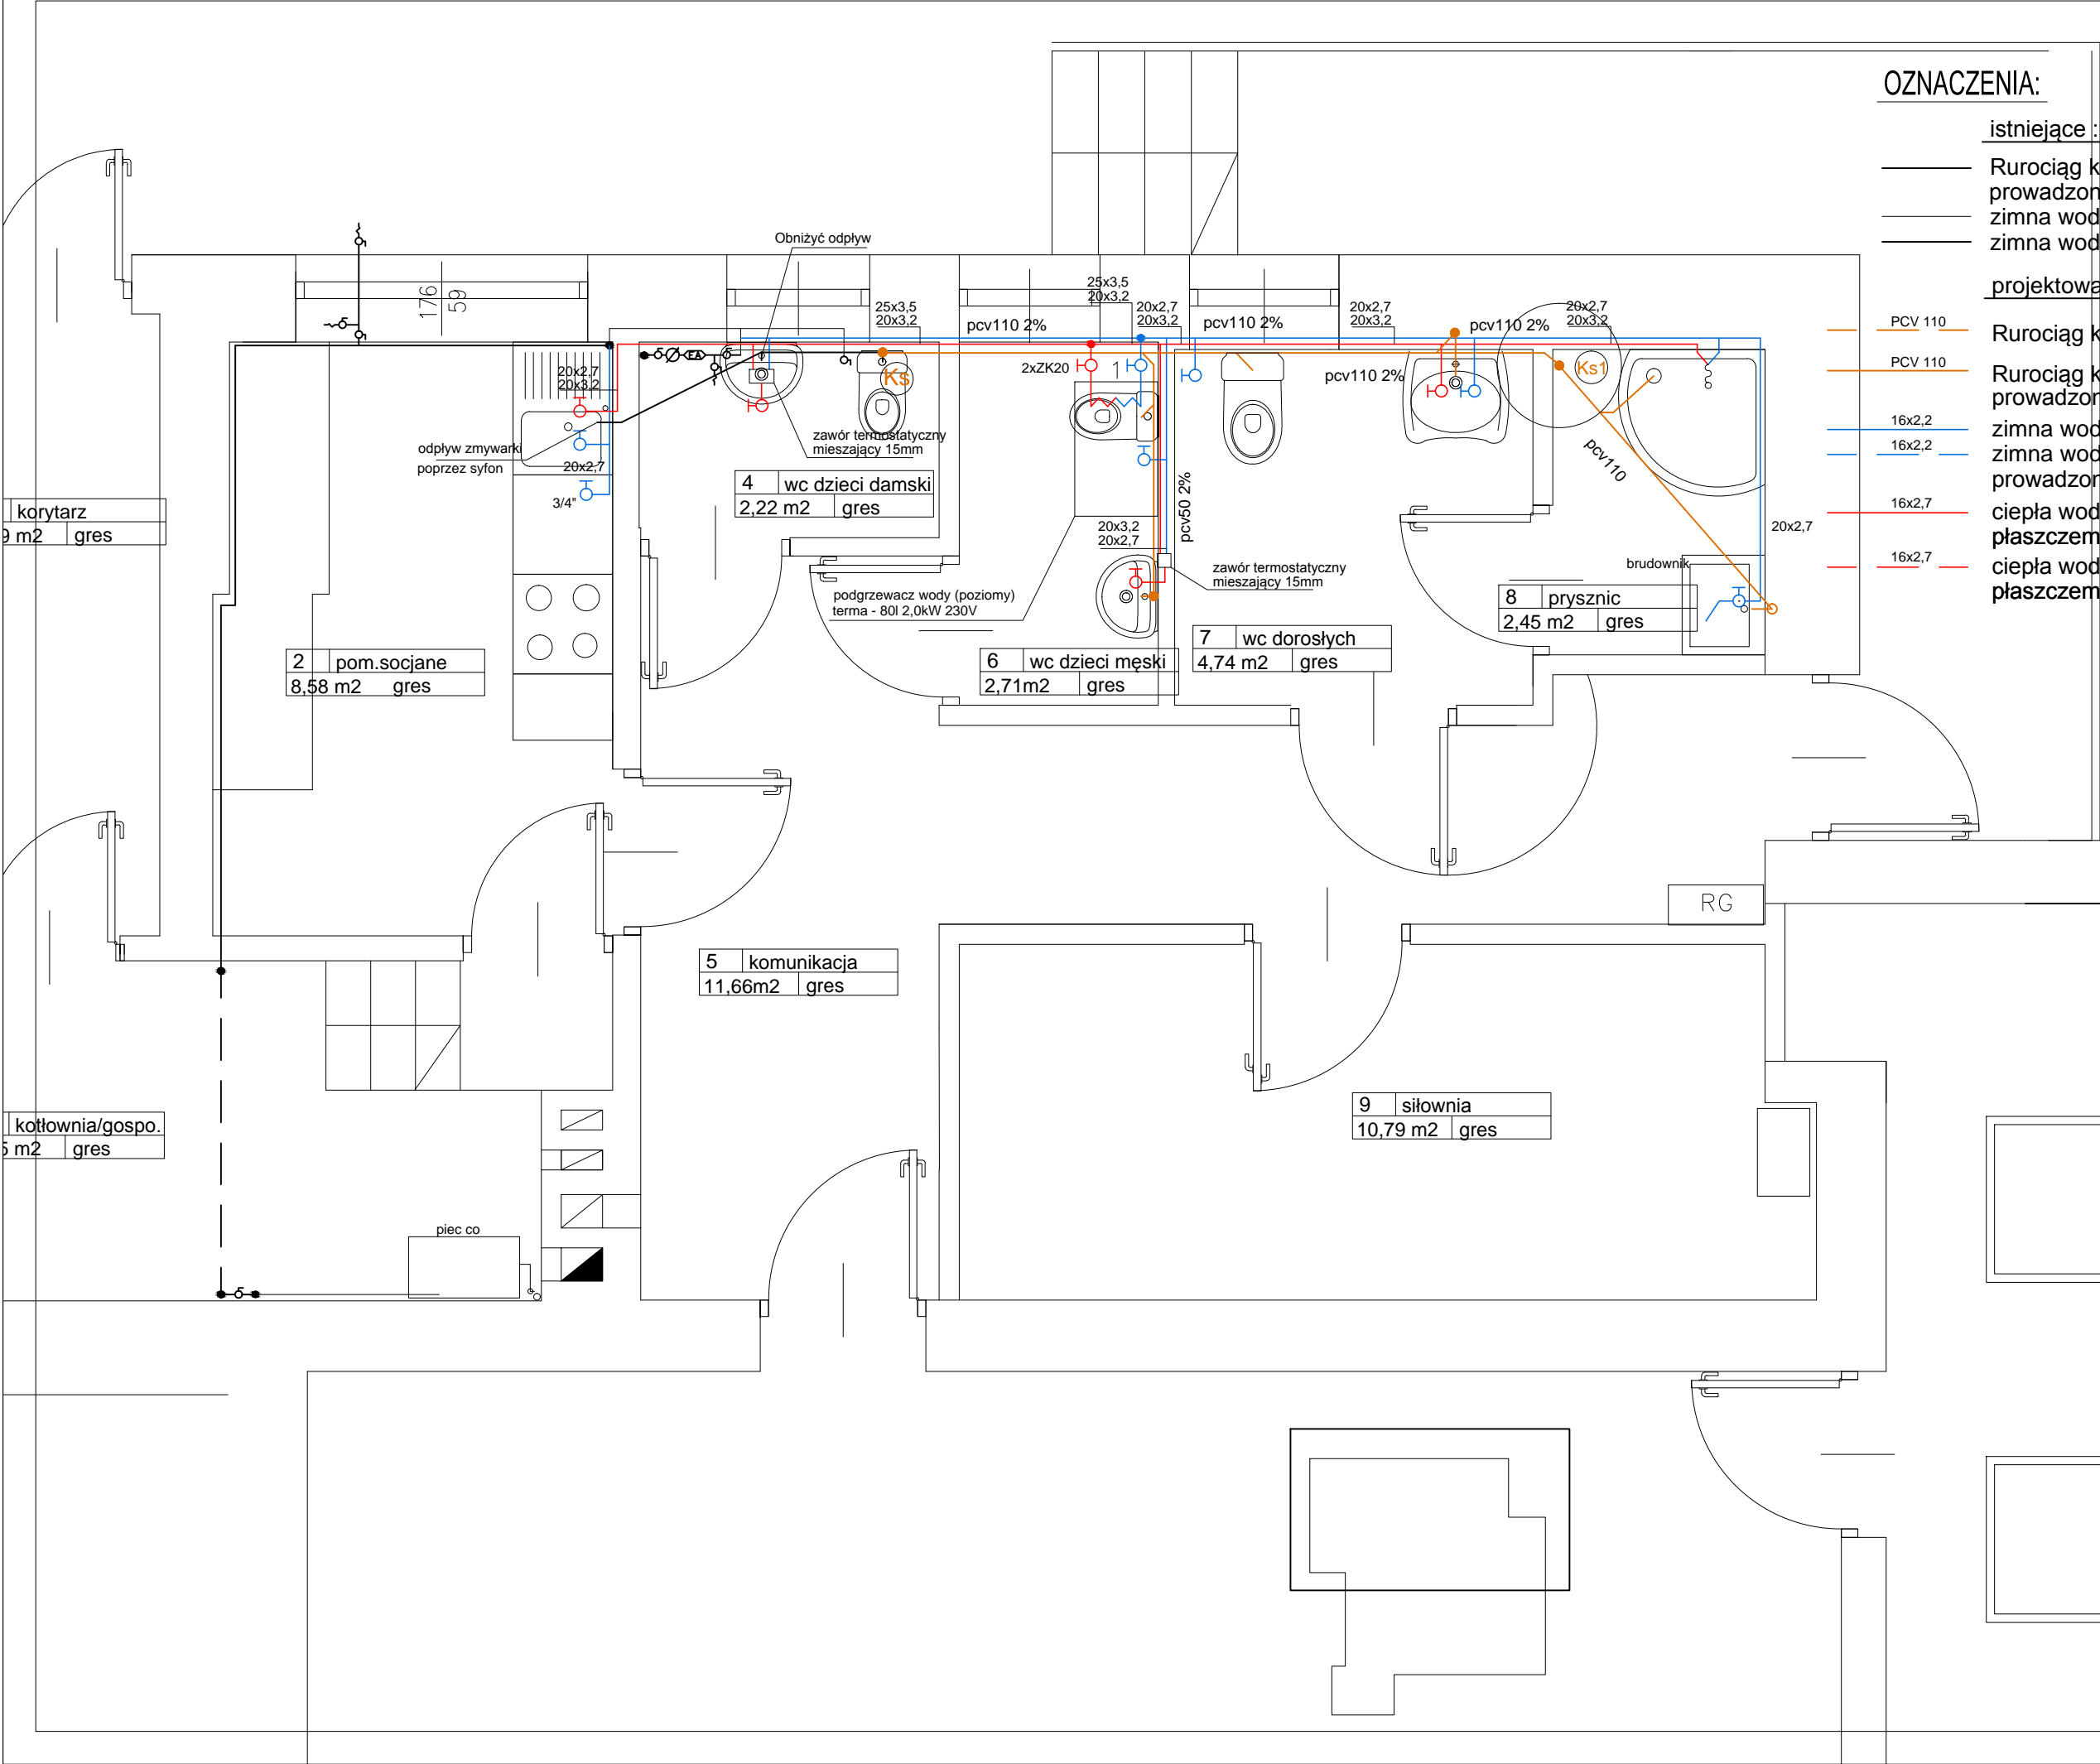 OZNACZENIA:
istniejące :
Rurociąg k
prowadzon
zimna wod
zimna wod
projektowa
PCV 110
Rurociąg k
PCV 110
Rurociąg k
prowadzon
16x2,2
zimna wod
16x2,2
zimna wod
prowadzon
16x2,7
ciepła wod
płaszczem
16x2,7
ciepła wod
płaszczem
Obniżyć odpływ
176
59
25x3,5
20x3,2
pcv110 2%
25x3,5
20x3,2
20x2,7
20x3,2
pcv110 2%
20x2,7
20x3,2
pcv110 2%
20x2,7
20x3,2
20x2,7
20x3,2
EA
Ks
2xZK20
1
pcv110 2%
Ks1
pcv110
odpływ zmywarki
poprzez syfon
20x2,7
3/4"
zawór termostatyczny
mieszający 15mm
4 wc dzieci damski
2,22 m2 gres
pcv50 2%
20x3,2
20x2,7
20x2,7
korytarz
9 m2 gres
zawór termostatyczny
mieszający 15mm
brudownik
podgrzewacz wody (poziomy)
terma - 80l 2,0kW 230V
8 prysznic
2,45 m2 gres
2 pom.socjane
8,58 m2 gres
6 wc dzieci męski
2,71m2 gres
7 wc dorosłych
4,74 m2 gres
RG
5 komunikacja
11,66m2 gres
kotłownia/gospo.
5 m2 gres
9 siłownia
10,79 m2 gres
piec co